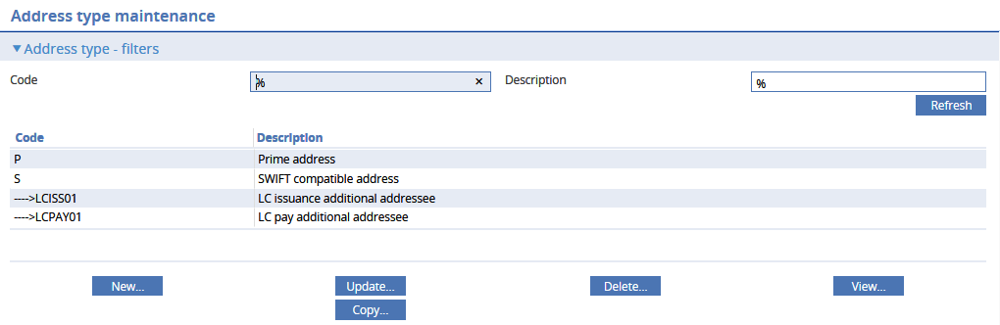 Address type maintenance
▼Address type - filters
Code % × Description %
Refresh
Code Description
P Prime address
S SWIFT compatible address
---->LCISS01 LC issuance additional addressee
---->LCPAY01 LC pay additional addressee
New... Update... Delete... View...
Copy...